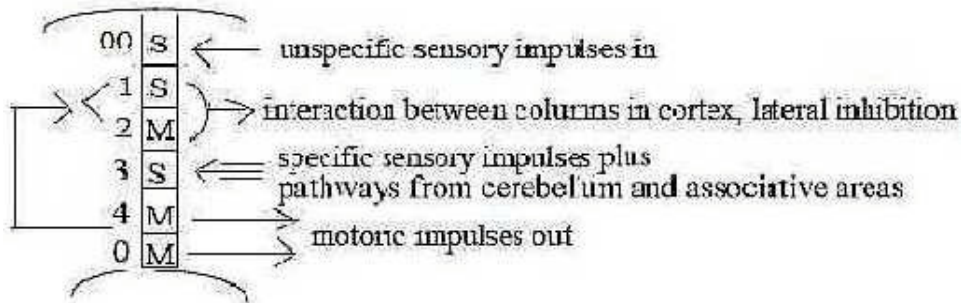 00 S unspecific sensory impulses in
1 S
interaction between columns in cortex, lateral inhibition
2 M
specific sensory impulses plus
3 S
pathways from cerebellum and associative areas
4 M
motoric impulses out
0 M